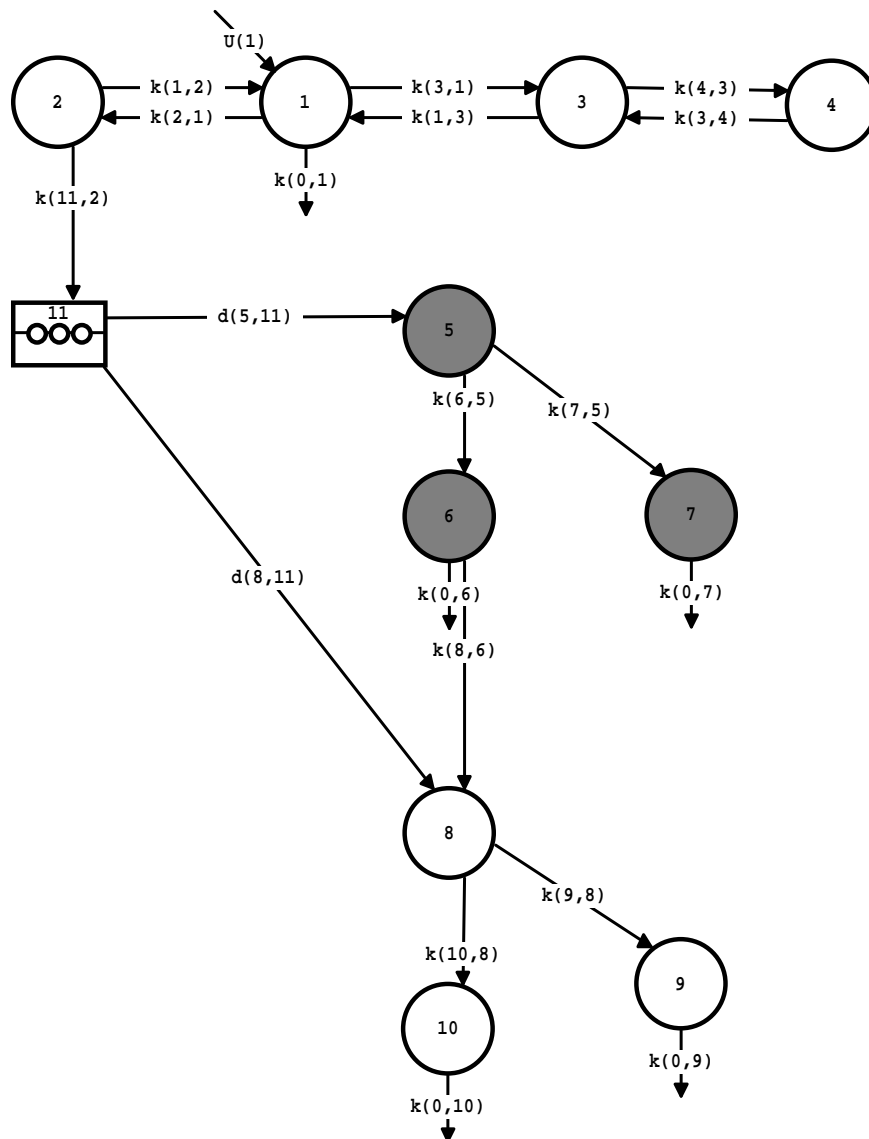 U(1)
2
k(1,2)
1
k(3,1)
3
k(4,3)
4
k(2,1)
k(1,3)
k(3,4)
k(0,1)
k(11,2)
11
d(5,11)
5
k(6,5)
k(7,5)
6
7
d(8,11)
k(0,6)
k(0,7)
k(8,6)
8
k(9,8)
k(10,8)
9
10
k(0,9)
k(0,10)